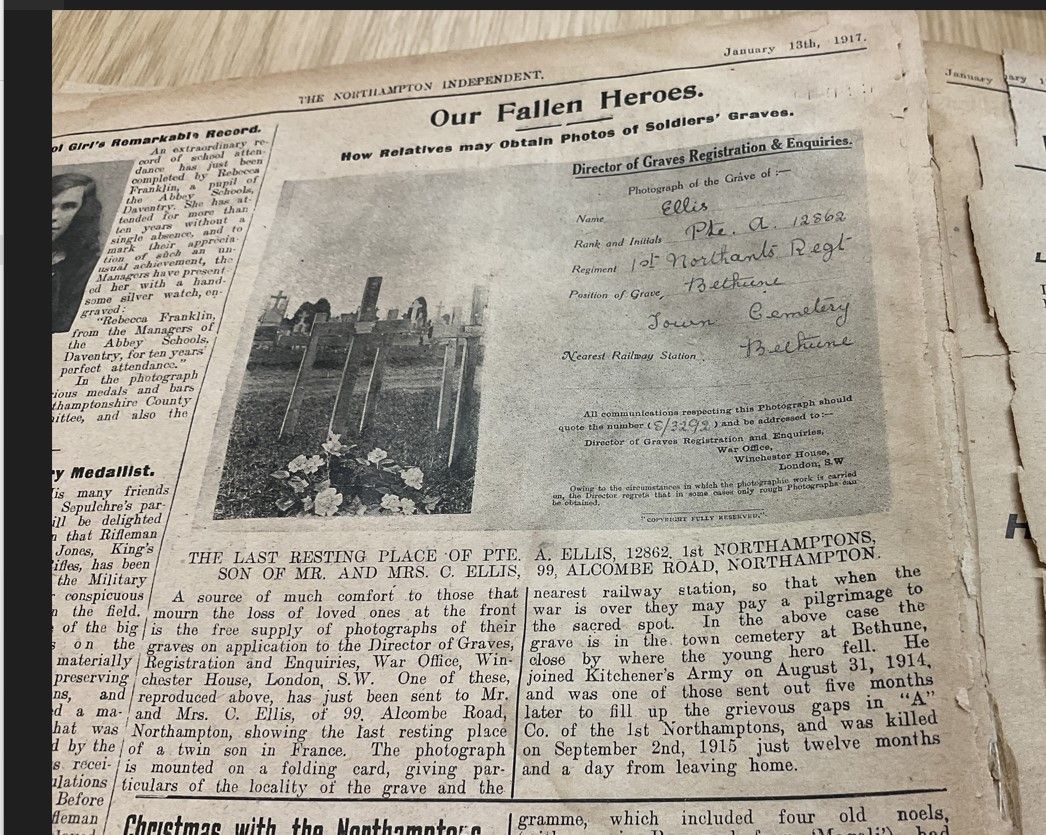 THE NORTHAMPTON INDEPENDENT.
January 13th, 1917.
Girl's Remarkable Record.
An extraordinary re-
cord of school atten-
dance has just been
completed by Rebecca
Franklin, a pupil of
the Abbey Schools,
Daventry. She has at-
tended for more than
ten years without a
single absence, and to
mark their apprecia-
tion of such an un-
usual achievement, the
Managers have present-
ed her with a hand-
some silver watch, en-
graved:
"Rebecca Franklin,
from the Managers of
the Abbey Schools,
Daventry, for ten years'
perfect attendance."
In the photograph
medals and bars
County
and also the
Medallist.
his many friends
Sepulchre's par-
will be delighted
that Rifleman
Jones, King's
has been
the Military
conspicuous
the field.
of the big
on the
materially
preserving
and
a ma-
that was
by the
recei-
Before
Our Fallen Heroes.
How Relatives may Obtain Photos of Soldiers' Graves.
Director of Graves Registration & Enquiries.
Photograph of the Grave of :—
Name Ellis
Rank and Initials Pte. A. 12862
Regiment 1st Northants Regt
Position of Grave, Bethune
Town Cemetery
Nearest Railway Station Bethune
All communications respecting this Photograph should
quote the number (8/3292) and be addressed to:—
Director of Graves Registration and Enquiries,
War Office,
Winchester House,
London, S.W
Owing to the circumstances in which the photographic work is carried
on, the Director regrets that in some cases only rough Photographs can
be obtained.
"COPYRIGHT FULLY RESERVED."
THE LAST RESTING PLACE OF PTE. A. ELLIS, 12862, 1st NORTHAMPTONS,
SON OF MR. AND MRS. C. ELLIS, 99, ALCOMBE ROAD, NORTHAMPTON.
A source of much comfort to those that
mourn the loss of loved ones at the front
is the free supply of photographs of their
graves on application to the Director of Graves,
Registration and Enquiries, War Office, Win-
chester House, London, S.W. One of these,
reproduced above, has just been sent to Mr.
and Mrs. C. Ellis, of 99, Alcombe Road,
Northampton, showing the last resting place
of a twin son in France. The photograph
is mounted on a folding card, giving par-
ticulars of the locality of the grave and the
nearest railway station, so that when the
war is over they may pay a pilgrimage to
the sacred spot. In the above case the
grave is in the town cemetery at Bethune,
close by where the young hero fell. He
joined Kitchener's Army on August 31, 1914,
and was one of those sent out five months
later to fill up the grievous gaps in "A"
Co. of the 1st Northamptons, and was killed
on September 2nd, 1915 just twelve months
and a day from leaving home.
Christmas with the Northamptons
gramme, which included four old noels,
January